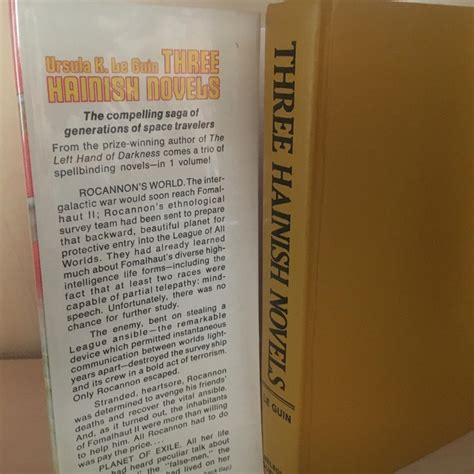 Ursula K. Le Guin THREE
HAINISH NOVELS
The compelling saga of
generations of space travelers
From the prize-winning author of The
Left Hand of Darkness comes a trio of
spellbinding novels—in 1 volume!
ROCANNON'S WORLD. The inter-
galactic war would soon reach Fomal-
haut II; Rocannon's ethnological
survey team had been sent to prepare
that backward, beautiful planet for
protective entry into the League of All
Worlds. They had already learned
much about Fomalhaut's diverse high-
intelligence life forms—including the
fact that at least two races were
capable of partial telepathy: mind-
speech. Unfortunately, there was no
chance for further study.
The enemy, bent on stealing a
League ansible—the remarkable
device which permitted instantaneous
communication between worlds light-
years apart—destroyed the survey ship
and its crew in a bold act of terrorism.
Only Rocannon escaped.
Stranded, heartsore, Rocannon
was determined to avenge his friends'
deaths and recover the vital ansible.
And, as it turned out, the inhabitants
of Fomalhaut II were more than willing
to help him. All Rocannon had to do
was pay the price....
PLANET OF EXILE. All her life
had heard peculiar talk about
the "false-men," the
had lived on her
THREE HAINISH NOVELS
LE GUIN